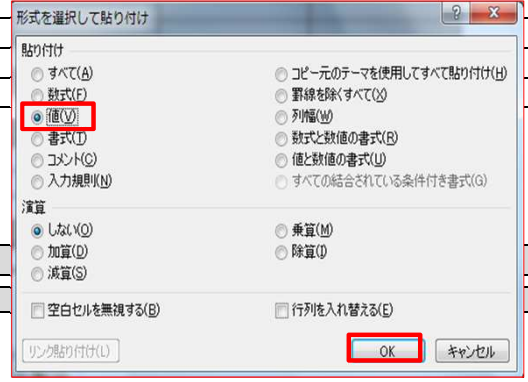 形式を選択して貼り付け
貼り付け
すべて(A)
コピー元のテーマを使用してすべて貼り付け(H)
数式(F)
罫線を除くすべて(X)
値(V)
列幅(W)
書式(T)
数式と数値の書式(R)
コメント(C)
値と数値の書式(U)
入力規則(N)
すべての結合されている条件付き書式(G)
演算
しない(O)
乗算(M)
加算(D)
除算(I)
減算(S)
空白セルを無視する(B)
行列を入れ替える(E)
リンク貼り付け(L)
OK
キャンセル